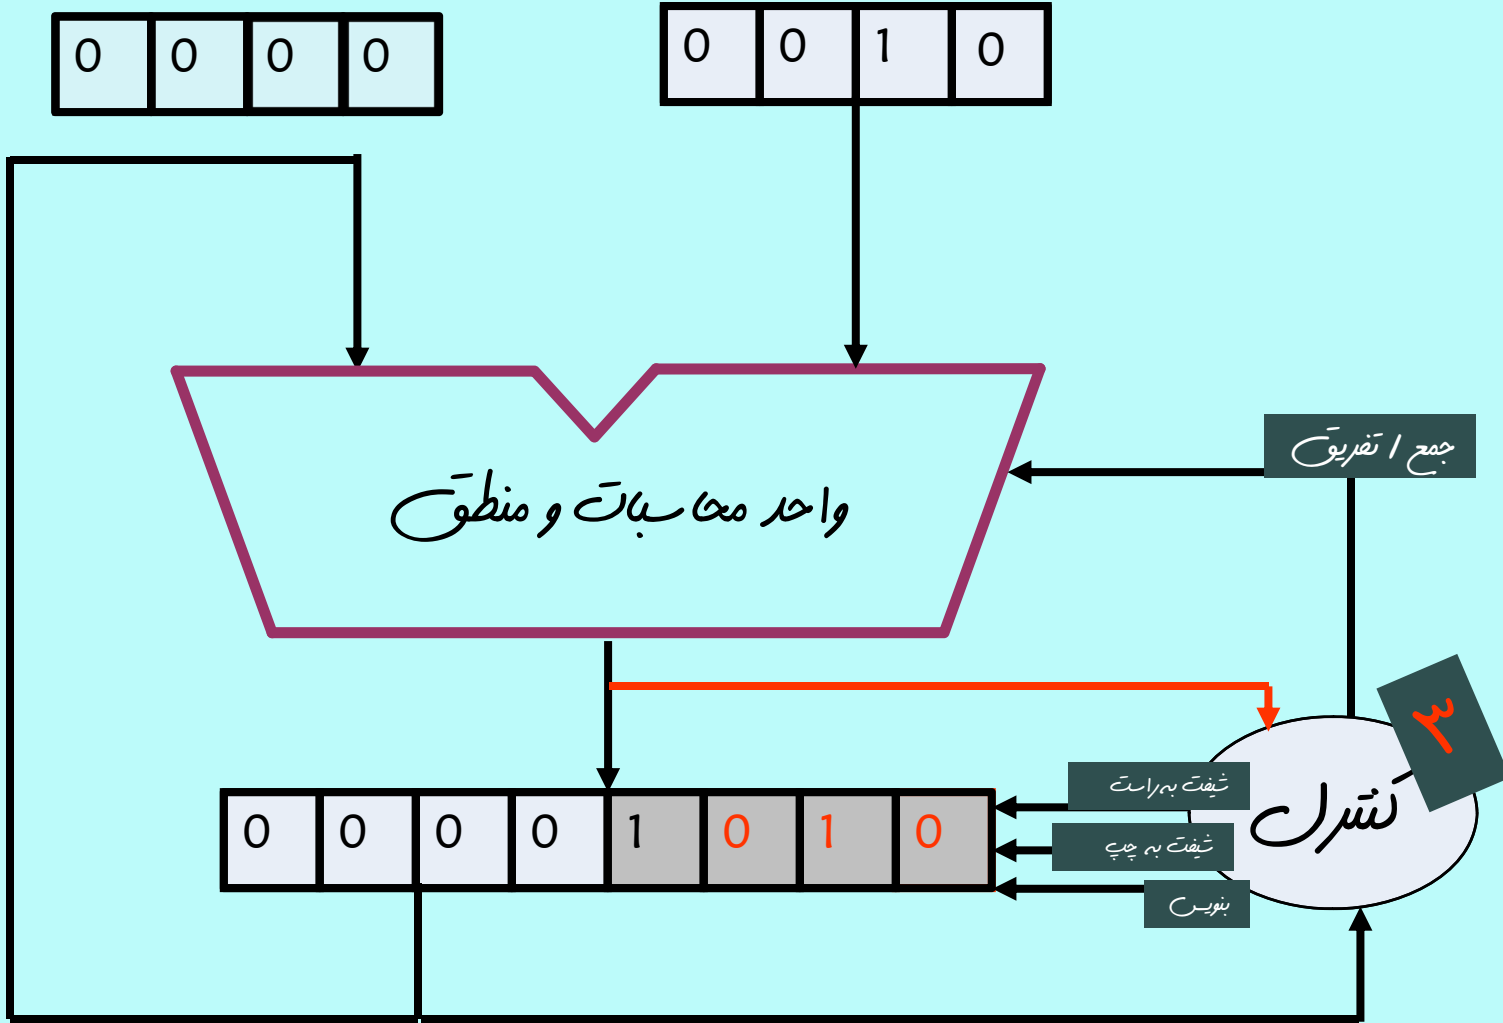 0 0 0 0
0 0 1 0
جمع / تفریق
واحد محاسبات و منطق
۳
کنترل
شیفت به راست
شیفت به چپ
بنویس
0 0 0 0 1 0 1 0